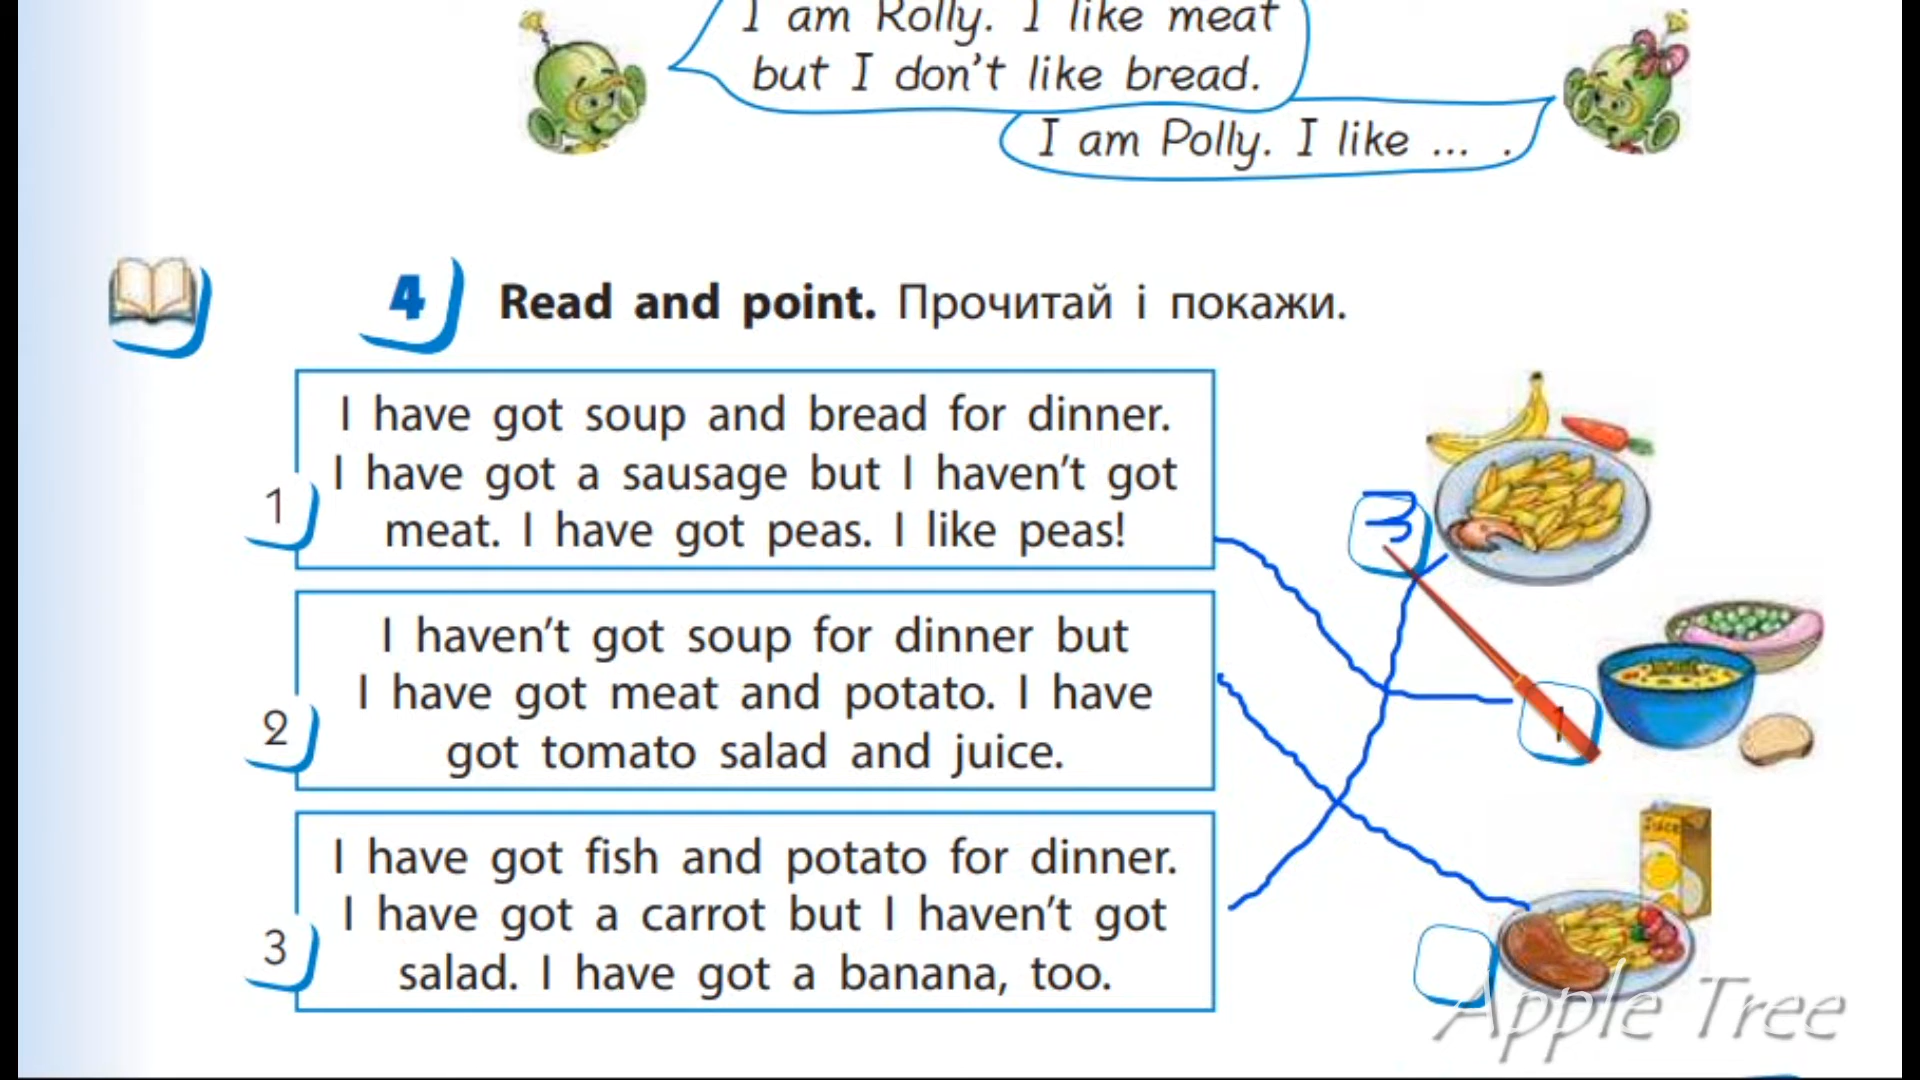 I am Rolly. I like meat
but I don't like bread.
I am Polly. I like ... .
4 Read and point. Прочитай і покажи.
1
I have got soup and bread for dinner.
I have got a sausage but I haven't got
meat. I have got peas. I like peas!
2
I haven't got soup for dinner but
I have got meat and potato. I have
got tomato salad and juice.
3
I have got fish and potato for dinner.
I have got a carrot but I haven't got
salad. I have got a banana, too.
3
1
JUICE
Apple Tree